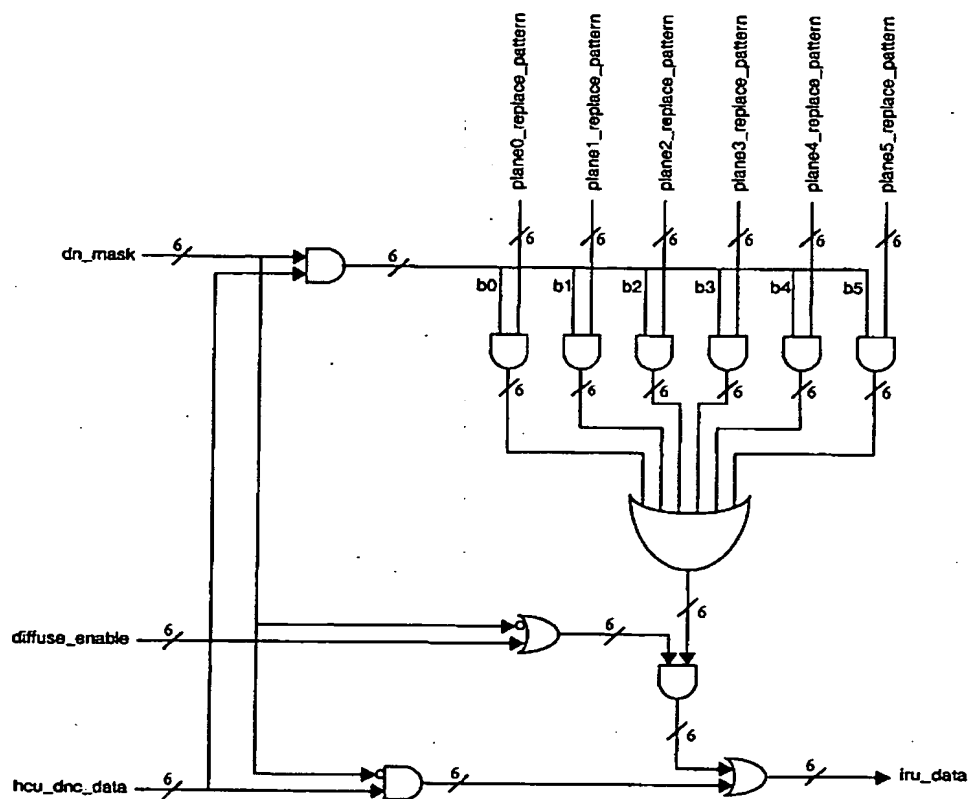 plane0_replace_pattern
plane1_replace_pattern
plane2_replace_pattern
plane3_replace_pattern
plane4_replace_pattern
plane5_replace_pattern
6
6
6
6
6
6
dn_mask
6
6
b0
b1
b2
b3
b4
b5
6
6
6
6
6
6
6
diffuse_enable
6
6
6
hcu_dnc_data
6
6
6
iru_data